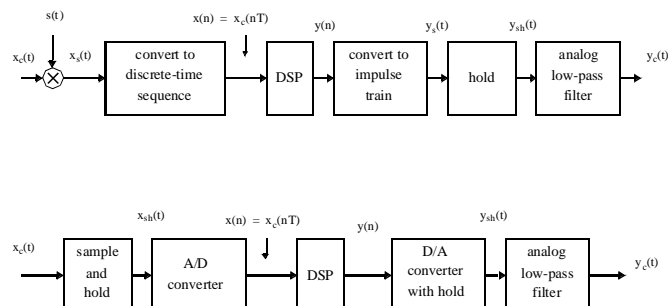 s(t)
x(n) = x_c(nT)
x_c(t)
x_s(t)
convert to
discrete-time
sequence
DSP
y(n)
convert to
impulse
train
y_s(t)
hold
y_sh(t)
analog
low-pass
filter
y_c(t)
x_c(t)
sample
and
hold
x_sh(t)
A/D
converter
x(n) = x_c(nT)
DSP
y(n)
D/A
converter
with hold
y_sh(t)
analog
low-pass
filter
y_c(t)